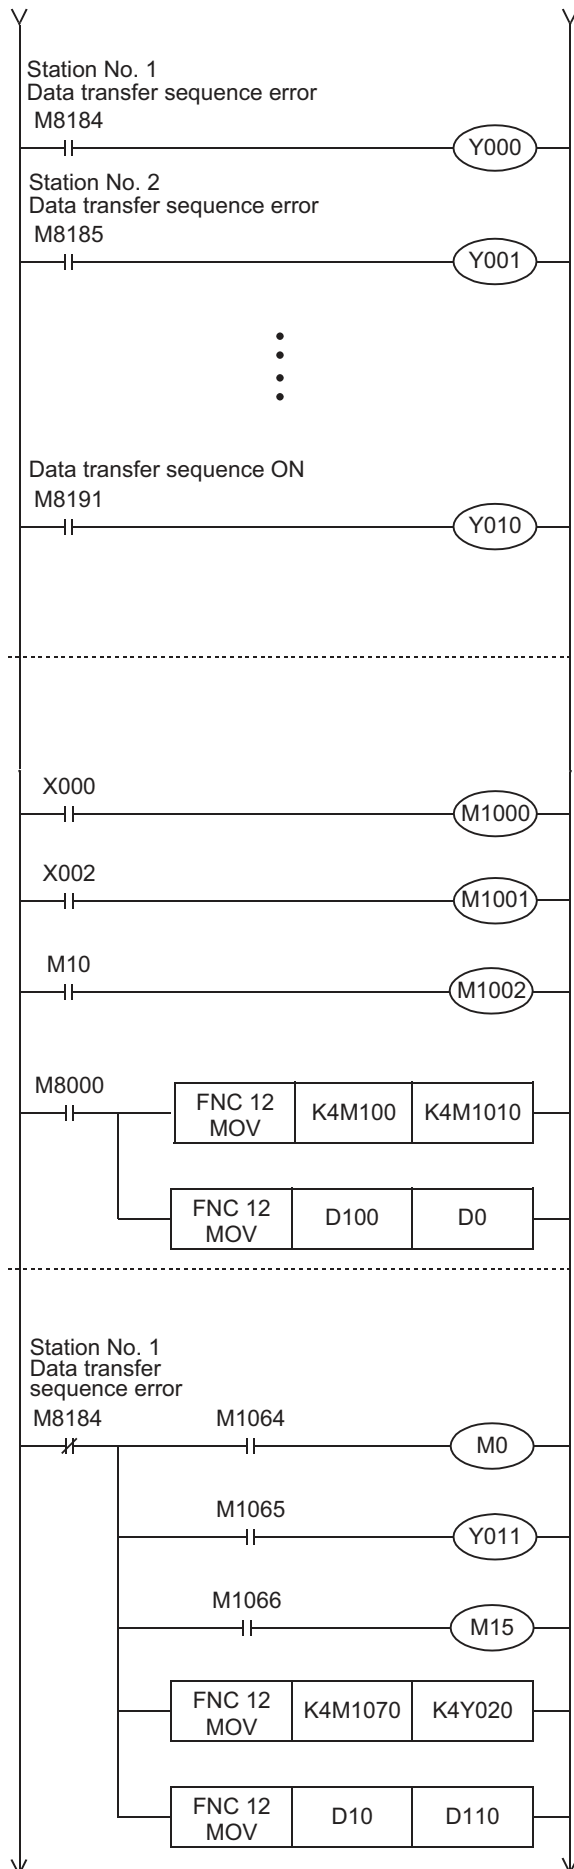 Station No. 1
Data transfer sequence error
M8184
Y000
Station No. 2
Data transfer sequence error
M8185
Y001
Data transfer sequence ON
M8191
Y010
X000
M1000
X002
M1001
M10
M1002
M8000
FNC 12
MOV
K4M100
K4M1010
FNC 12
MOV
D100
D0
Station No. 1
Data transfer
sequence error
M8184
M1064
M0
M1065
Y011
M1066
M15
FNC 12
MOV
K4M1070
K4Y020
FNC 12
MOV
D10
D110